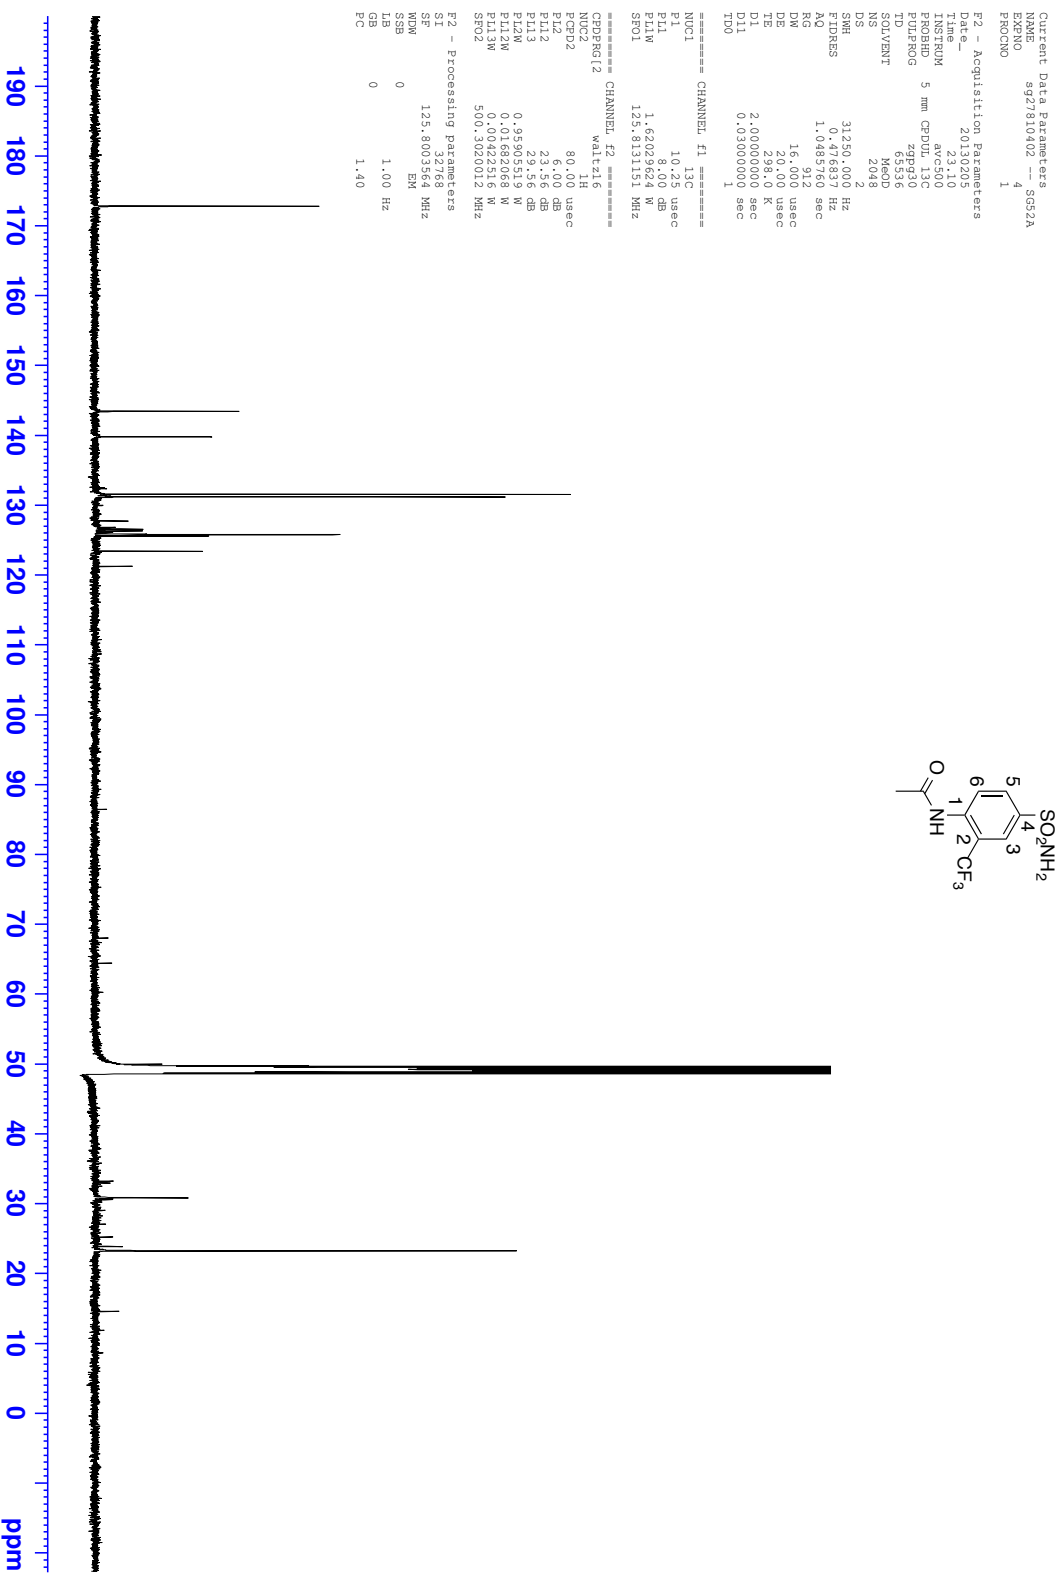 Current Data Parameters
NAME sg27810402 -- SG52A
EXPNO 4
PROCNO 1
F2 - Acquisition Parameters
Date_ 20130205
Time 23.10
INSTRUM avc500
PROBHD 5 mm CPDUL 13C
PULPROG zgpg30
TD 65536
SOLVENT MeOD
NS 2048
DS 2
SWH 31250.000 Hz
FIDRES 0.476837 Hz
AQ 1.0485760 sec
RG 912
DW 16.000 usec
DE 20.00 usec
TE 298.0 K
D1 2.00000000 sec
D11 0.03000000 sec
TD0 1
======== CHANNEL f1 ========
NUC1 13C
P1 10.25 usec
PL1 8.00 dB
PL1W 1.62029624 W
SFO1 125.8131151 MHz
======== CHANNEL f2 ========
CPDPRG[2 waltz16
NUC2 1H
PCPD2 80.00 usec
PL2 6.00 dB
PL12 23.56 dB
PL13 29.56 dB
PL2W 0.95905519 W
PL12W 0.01682068 W
PL13W 0.00422516 W
SFO2 500.3020012 MHz
F2 - Processing parameters
SI 32768
SF 125.8003564 MHz
WDW EM
SSB 0
LB 1.00 Hz
GB 0
PC 1.40
SO2NH2
5 4 3
6 1 2
CF3
NH
O
190 180 170 160 150 140 130 120 110 100 90 80 70 60 50 40 30 20 10 0 ppm